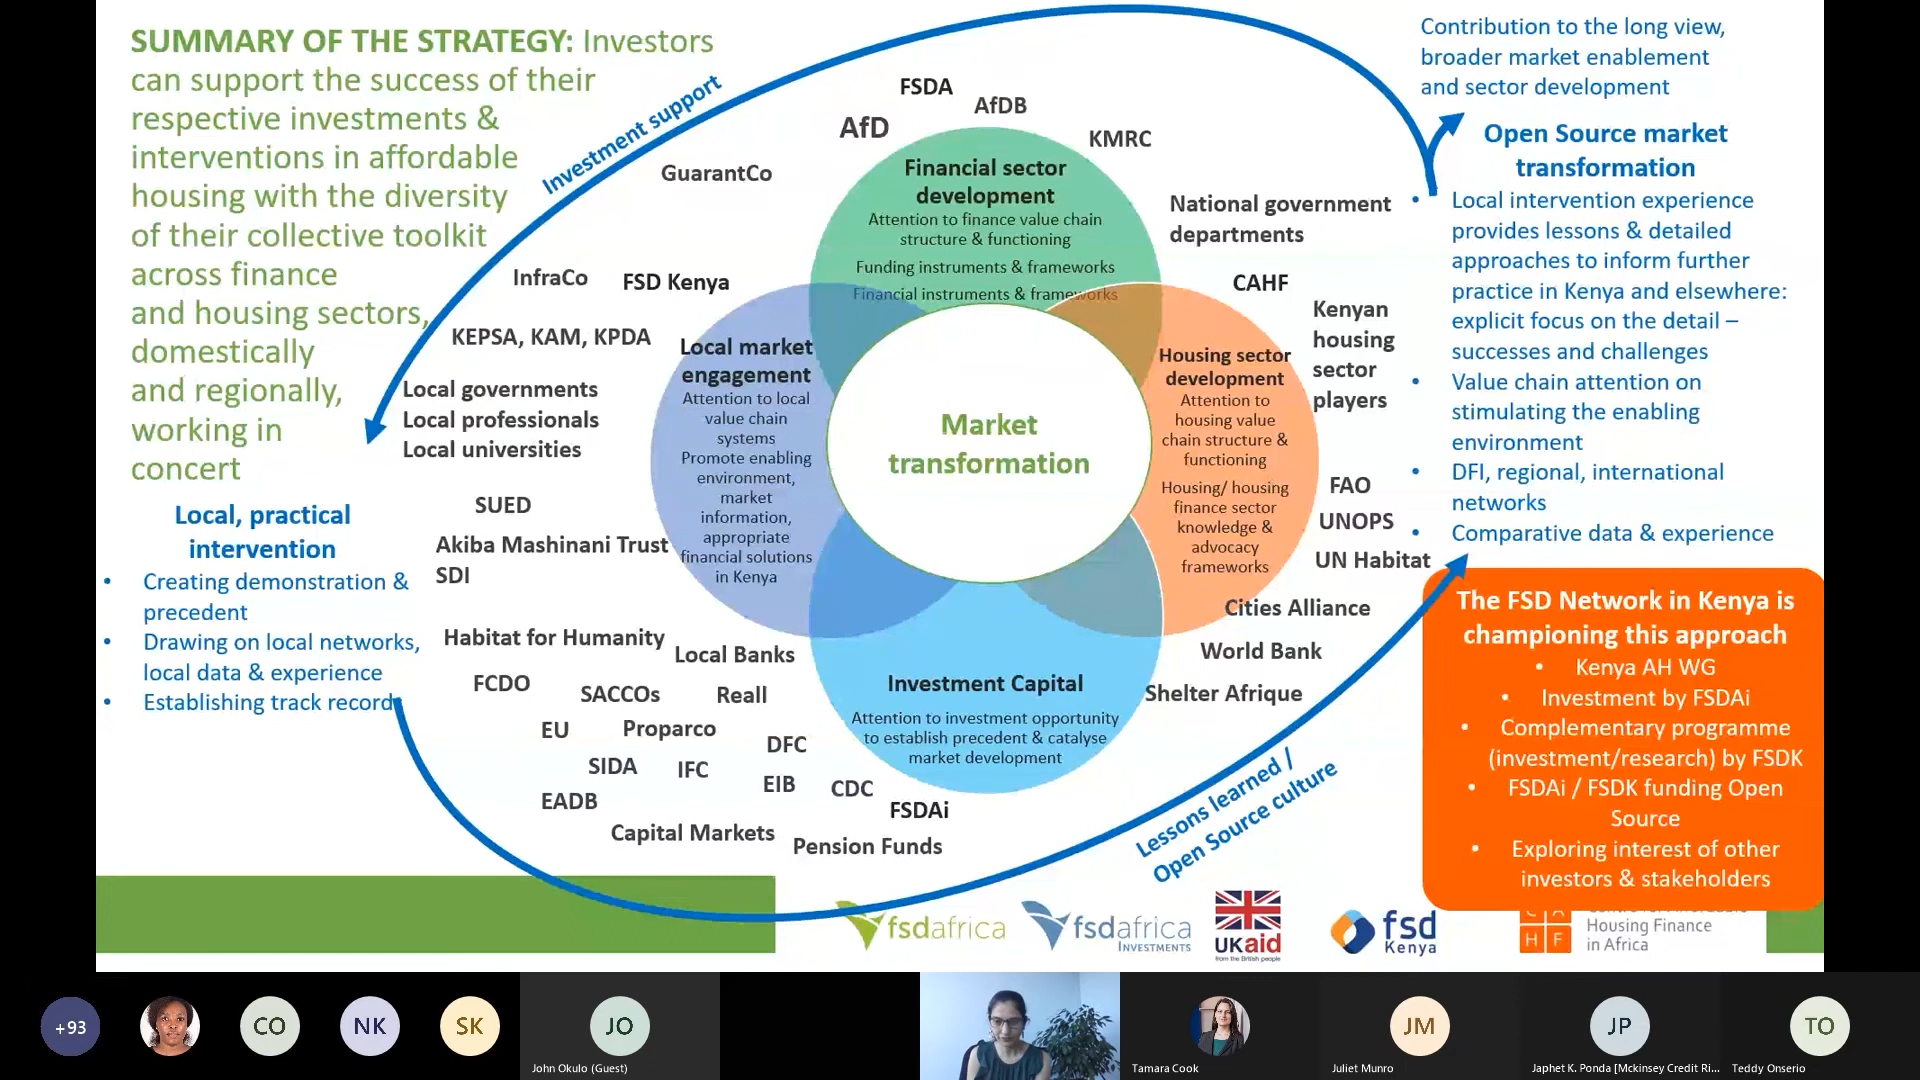 SUMMARY OF THE STRATEGY: Investors
can support the success of their
respective investments &
interventions in affordable
housing with the diversity
of their collective toolkit
across finance
and housing sectors,
domestically
and regionally,
working in
concert
Local, practical
intervention
• Creating demonstration &
precedent
• Drawing on local networks,
local data & experience
• Establishing track record
Investment support
FSDA
AfDB
AfD
KMRC
GuarantCo
National government
departments
InfraCo
FSD Kenya
CAHF
KEPSA, KAM, KPDA
Kenyan
housing
sector
players
Local governments
Local professionals
Local universities
SUED
Akiba Mashinani Trust
SDI
FAO
UNOPS
UN Habitat
Cities Alliance
World Bank
Shelter Afrique
Habitat for Humanity
Local Banks
FCDO
SACCOs
Reall
EU
Proparco
DFC
SIDA
IFC
EIB
CDC
EADB
FSDAi
Capital Markets
Pension Funds
Financial sector
development
Attention to finance value chain
structure & functioning
Funding instruments & frameworks
Financial instruments & frameworks
Local market
engagement
Attention to local
value chain
systems
Promote enabling
environment,
market
information,
appropriate
financial solutions
in Kenya
Market
transformation
Housing sector
development
Attention to
housing value
chain structure &
functioning
Housing/ housing
finance sector
knowledge &
advocacy
frameworks
Investment Capital
Attention to investment opportunity
to establish precedent & catalyse
market development
Lessons learned /
Open Source culture
Contribution to the long view,
broader market enablement
and sector development
Open Source market
transformation
• Local intervention experience
provides lessons & detailed
approaches to inform further
practice in Kenya and elsewhere:
explicit focus on the detail –
successes and challenges
• Value chain attention on
stimulating the enabling
environment
• DFI, regional, international
networks
• Comparative data & experience
The FSD Network in Kenya is
championing this approach
• Kenya AH WG
• Investment by FSDAi
• Complementary programme
(investment/research) by FSDK
• FSDAi / FSDK funding Open
Source
• Exploring interest of other
investors & stakeholders
fsdafrica
fsdafrica
INVESTMENTS
UKaid
from the British people
fsd
Kenya
C A
H F
Housing Finance
in Africa
+93
CO
NK
SK
JO
John Okulo (Guest)
Tamara Cook
JM
Juliet Munro
JP
Japhet K. Ponda [Mckinsey Credit Ri...
TO
Teddy Onserio